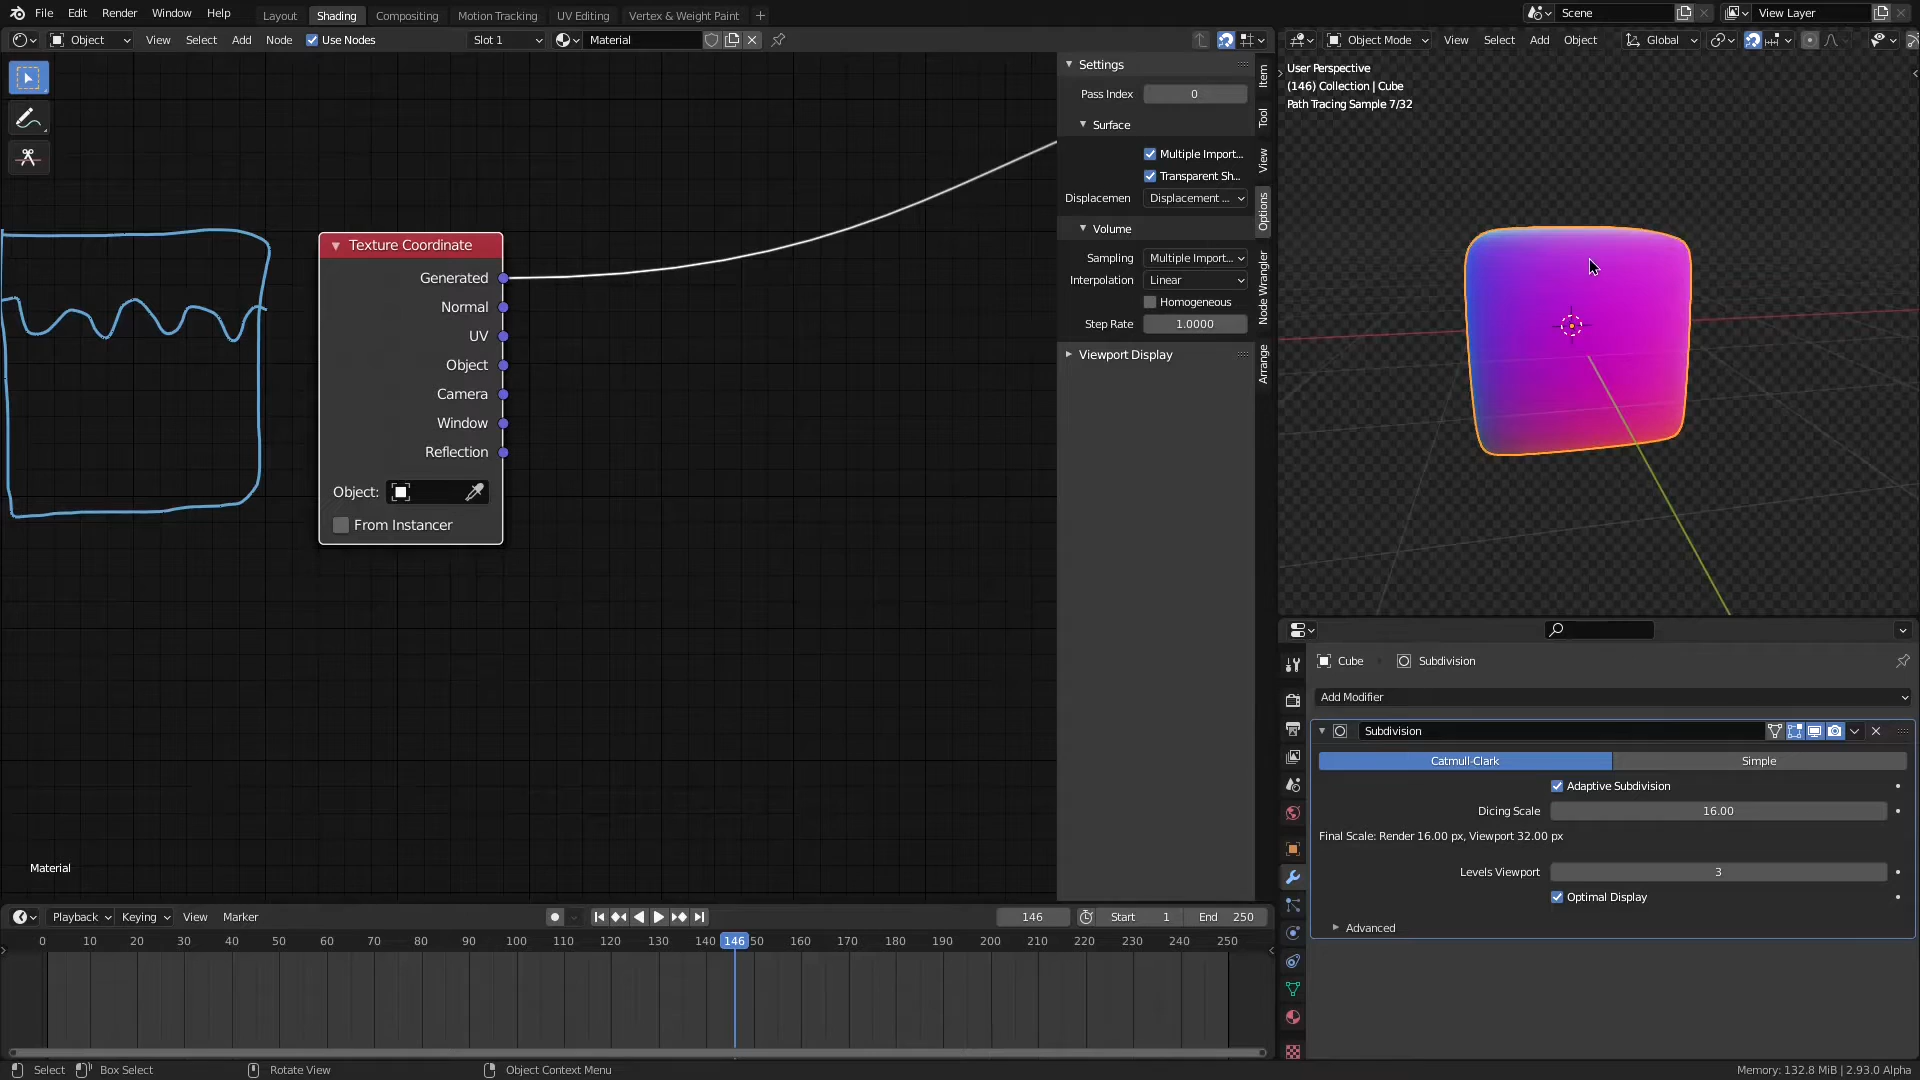 File Edit Render Window Help Layout Shading Compositing Motion Tracking UV Editing Vertex & Weight Paint + Scene View Layer
Object View Select Add Node Use Nodes Slot 1 Material
Object Mode View Select Add Object Global
User Perspective
(146) Collection | Cube
Path Tracing Sample 7/32
Settings
Pass Index 0
Surface
Multiple Import...
Transparent Sh...
Displacemen Displacement ...
Volume
Sampling Multiple Import...
Interpolation Linear
Homogeneous
Step Rate 1.0000
Viewport Display
Item
Tool
View
Options
Node Wrangler
Arrange
Texture Coordinate
Generated
Normal
UV
Object
Camera
Window
Reflection
Object:
From Instancer
Material
Cube Subdivision
Add Modifier
Subdivision
Catmull-Clark Simple
Adaptive Subdivision
Dicing Scale 16.00
Final Scale: Render 16.00 px, Viewport 32.00 px
Levels Viewport 3
Optimal Display
Advanced
Playback Keying View Marker 146 Start 1 End 250
0 10 20 30 40 50 60 70 80 90 100 110 120 130 140 146 50 160 170 180 190 200 210 220 230 240 250
Select Box Select Rotate View Object Context Menu Memory: 132.8 MiB | 2.93.0 Alpha